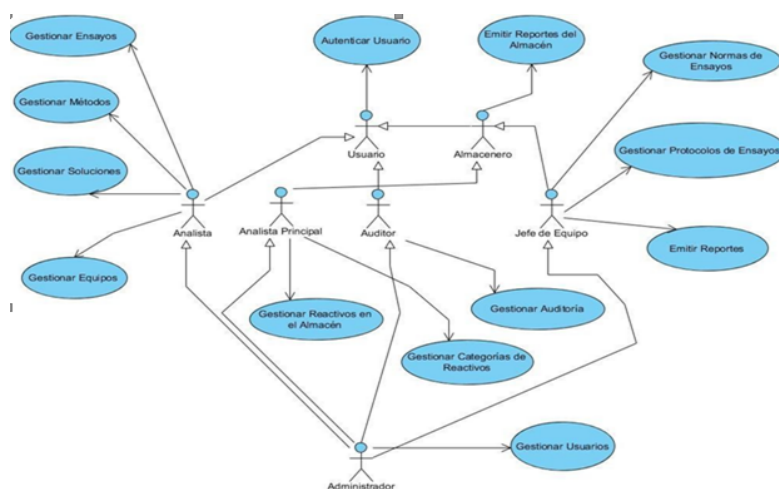 Gestionar Ensayos
Autenticar Usuario
Emitir Reportes del
Almacén
Gestionar Normas de
Ensayos
Gestionar Métodos
Usuario
Almacenero
Gestionar Protocolos de Ensayos
Gestionar Soluciones
Analista
Analista Principal
Auditor
Jefe de Equipo
Emitir Reportes
Gestionar Equipos
Gestionar Reactivos en
el Almacén
Gestionar Auditoría
Gestionar Categorías de
Reactivos
Gestionar Usuarios
Administrador